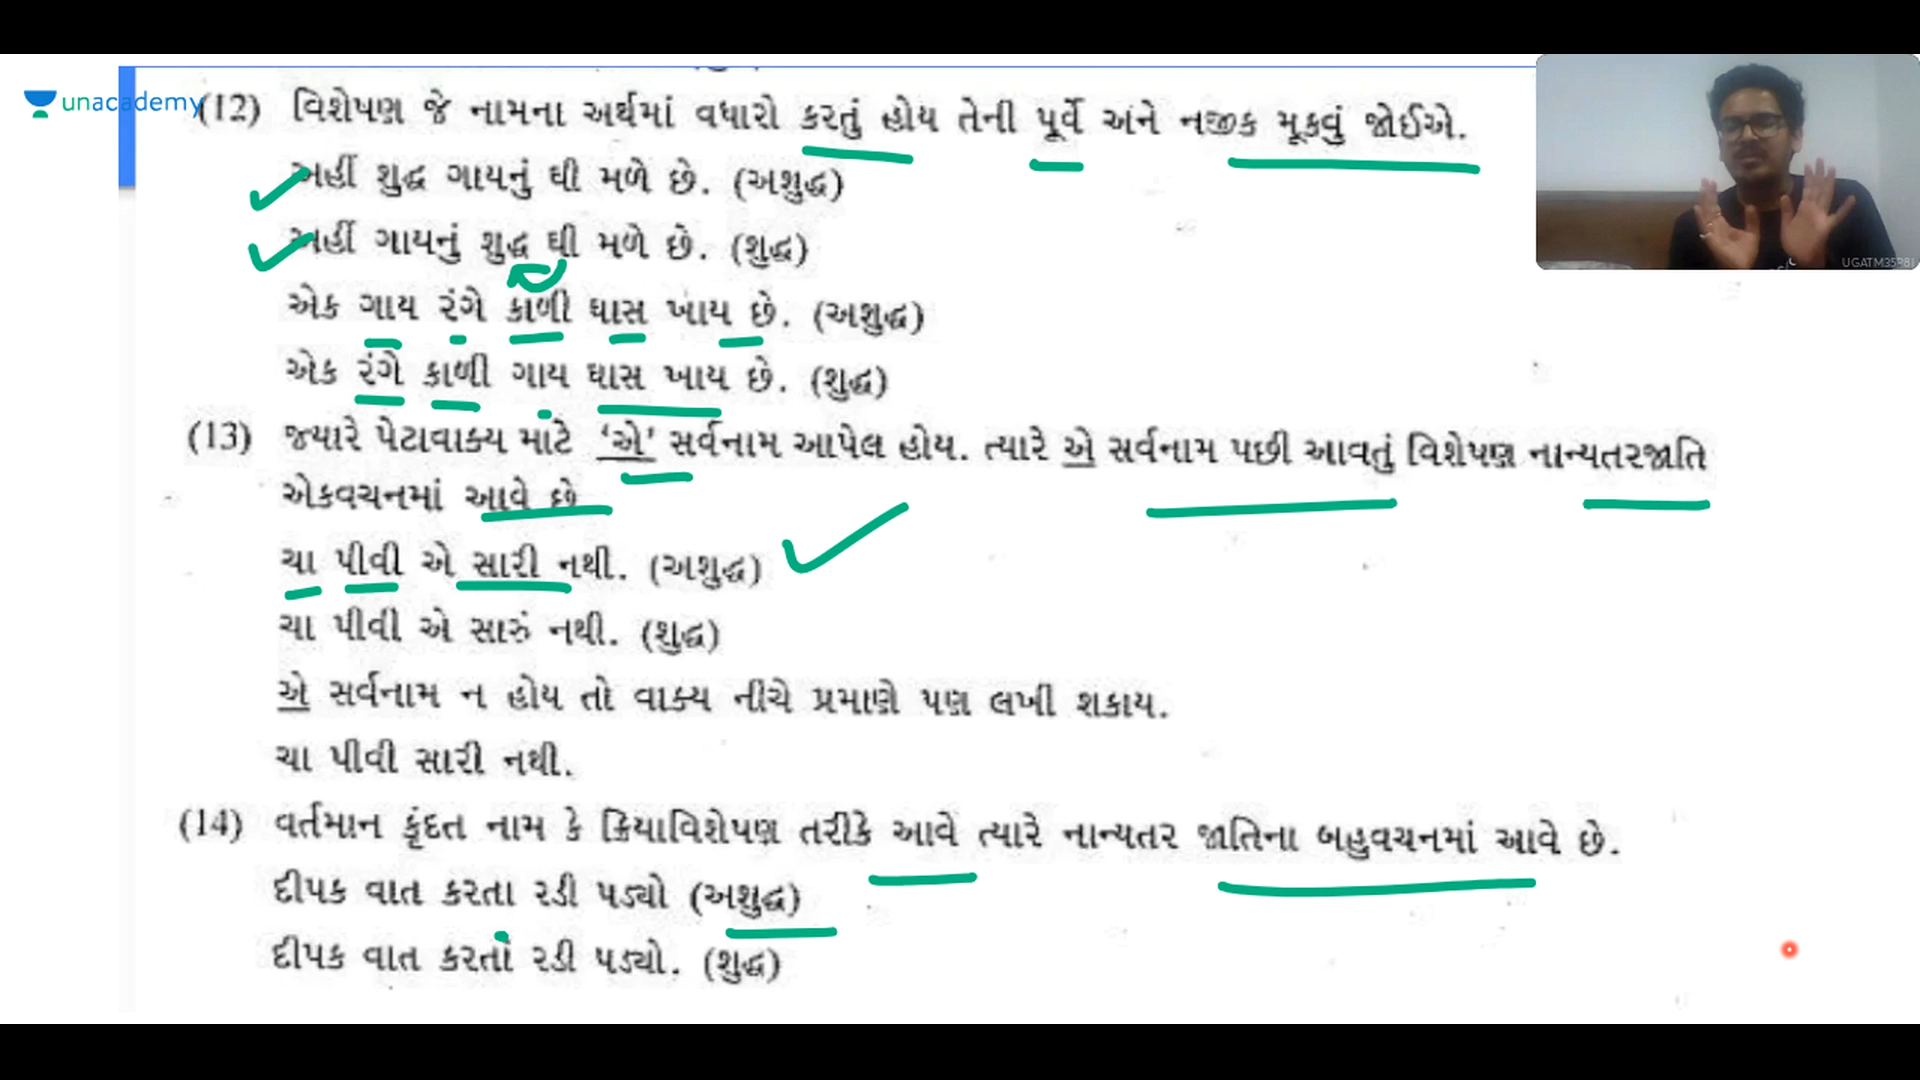 unacademy
(12) વિશેષણ જે નામના અર્થમાં વધારો કરતું હોય તેની પૂર્વે અને નજીક મૂકવું જોઈએ.
અહીં શુદ્ધ ગાયનું ઘી મળે છે. (અશુદ્ધ)
અહીં ગાયનું શુદ્ધ ઘી મળે છે. (શુદ્ધ)
એક ગાય રંગે કાળી ઘાસ ખાય છે. (અશુદ્ધ)
એક રંગે કાળી ગાય ઘાસ ખાય છે. (શુદ્ધ)
(13) જ્યારે પેટાવાક્ય માટે ‘એ’ સર્વનામ આપેલ હોય. ત્યારે એ સર્વનામ પછી આવતું વિશેષણ નાન્યતરજાતિ
એકવચનમાં આવે છે
ચા પીવી એ સારી નથી. (અશુદ્ધ)
ચા પીવી એ સારું નથી. (શુદ્ધ)
એ સર્વનામ ન હોય તો વાક્ય નીચે પ્રમાણે પણ લખી શકાય.
ચા પીવી સારી નથી.
(14) વર્તમાન કૃંદત નામ કે ક્રિયાવિશેષણ તરીકે આવે ત્યારે નાન્યતર જાતિના બહુવચનમાં આવે છે.
દીપક વાત કરતા રડી પડ્યો (અશુદ્ધ)
દીપક વાત કરતાં રડી પડ્યો. (શુદ્ધ)